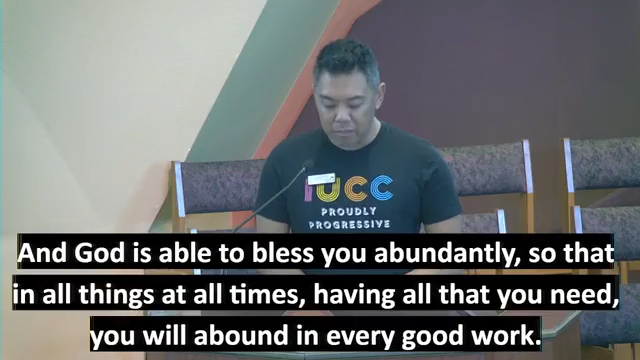 IUCC
PROUDLY
PROGRESSIVE
And God is able to bless you abundantly, so that
in all things at all times, having all that you need,
you will abound in every good work.